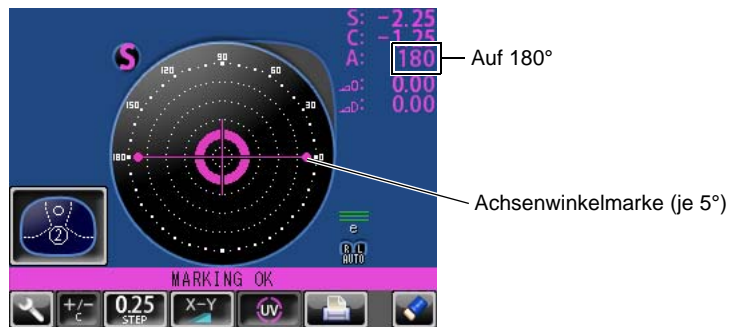 S: -2.25
C: -1.25
A: 180
⊿O: 0.00
⊿D: 0.00
Auf 180°
S
90
120 60
150 30
180 0
Achsenwinkelmarke (je 5°)
2
e
R L
AUTO
MARKING OK
+/-
C
0.25
STEP
X-Y
UV